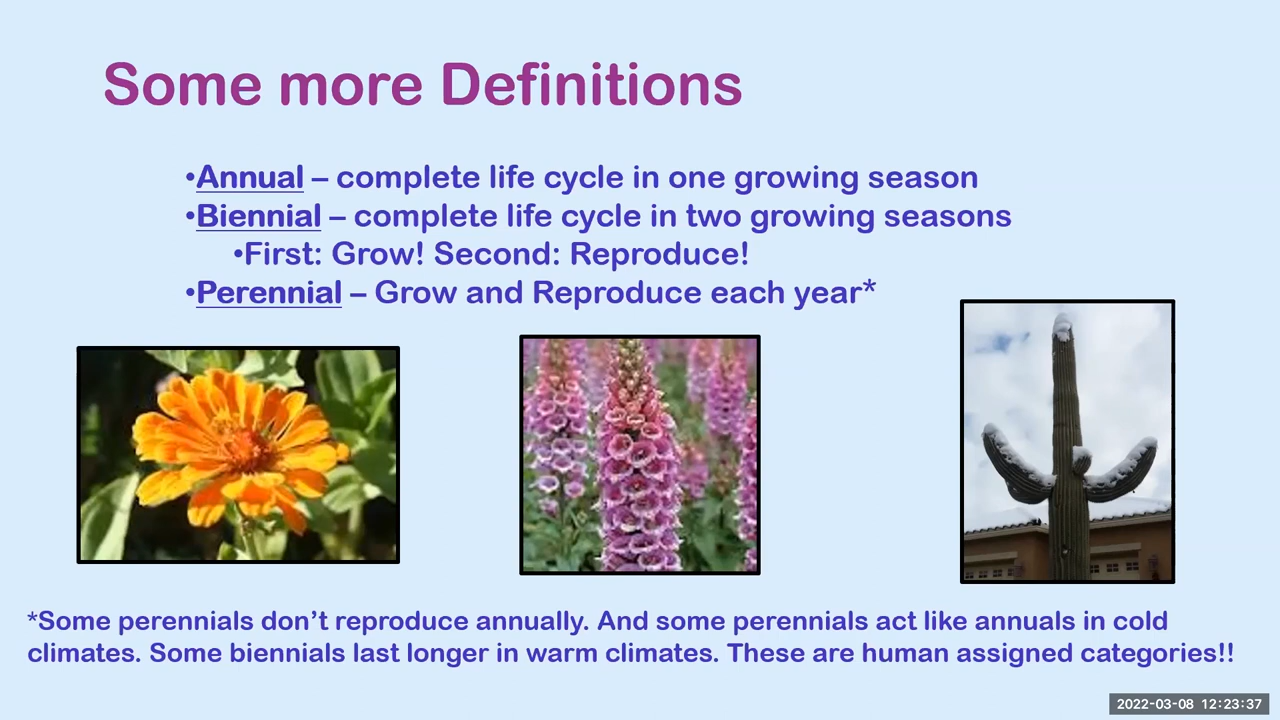 Some more Definitions
•Annual – complete life cycle in one growing season
•Biennial – complete life cycle in two growing seasons
•First: Grow! Second: Reproduce!
•Perennial – Grow and Reproduce each year*
*Some perennials don’t reproduce annually. And some perennials act like annuals in cold
climates. Some biennials last longer in warm climates. These are human assigned categories!!
2022-03-08 12:23:37